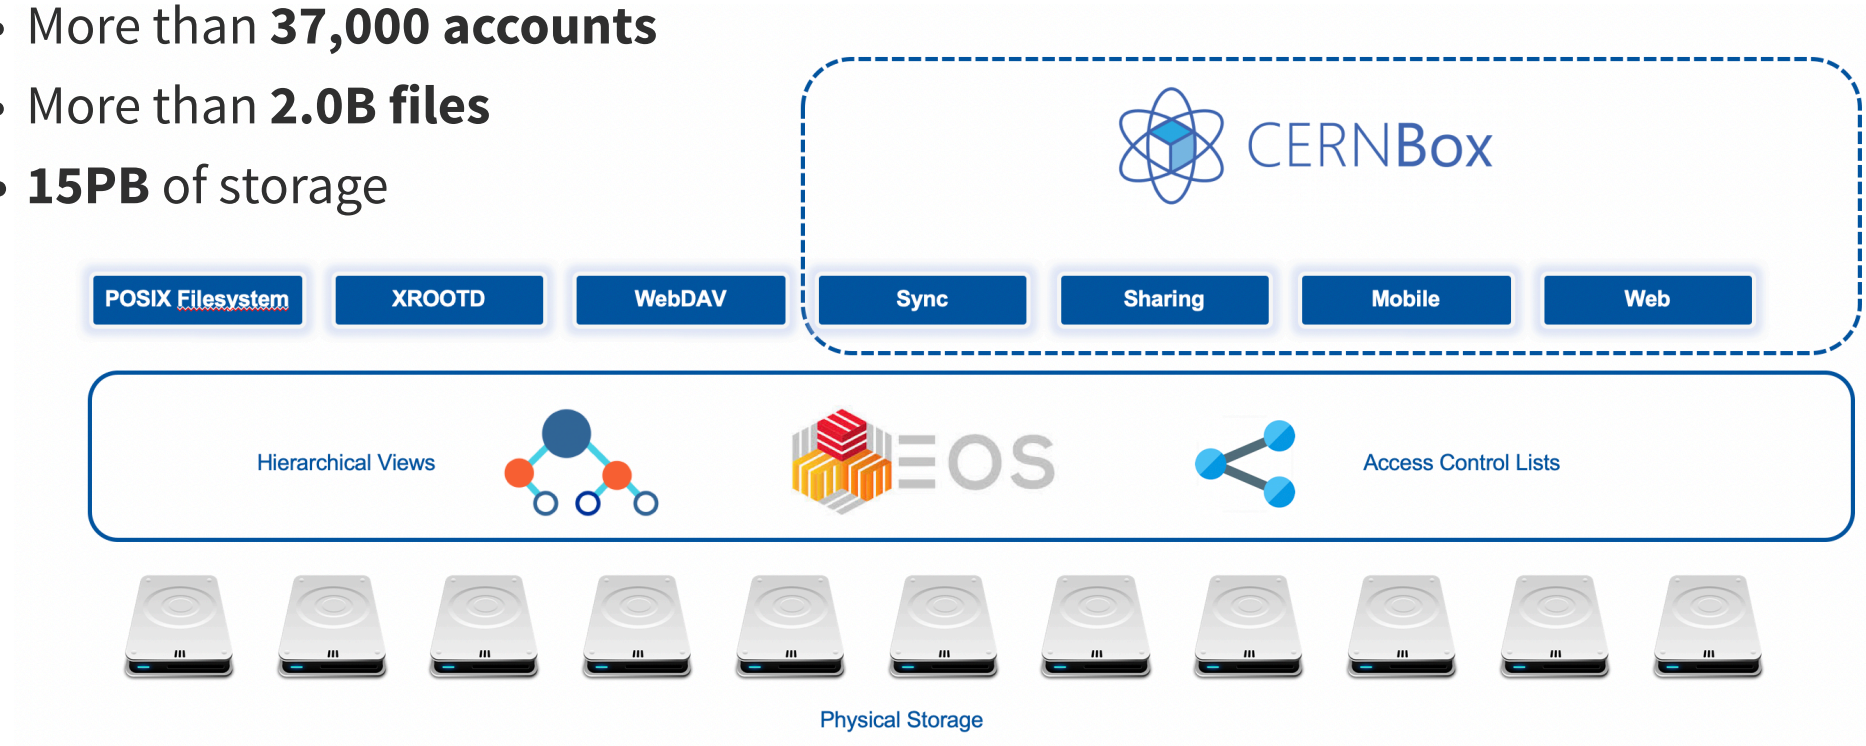 • More than 37,000 accounts
• More than 2.0B files
• 15PB of storage
CERNBox
POSIX Filesystem
XROOTD
WebDAV
Sync
Sharing
Mobile
Web
Hierarchical Views
EOS
Access Control Lists
Physical Storage